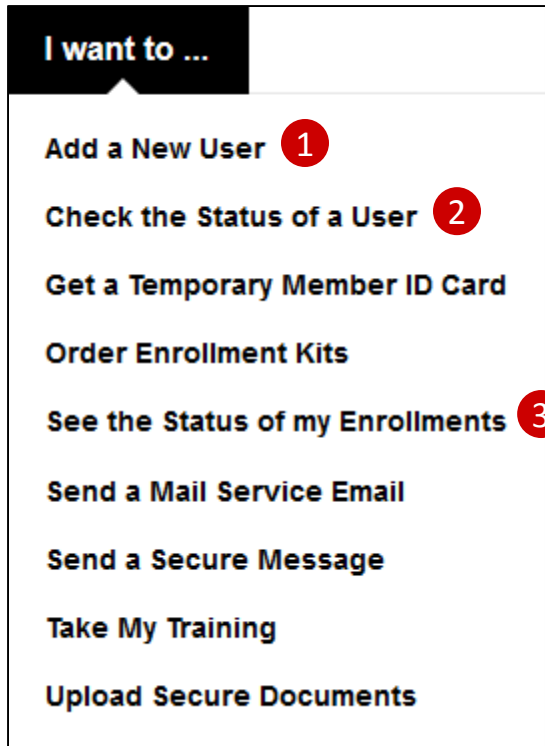 I want to ...
Add a New User 1
Check the Status of a User 2
Get a Temporary Member ID Card
Order Enrollment Kits
See the Status of my Enrollments 3
Send a Mail Service Email
Send a Secure Message
Take My Training
Upload Secure Documents